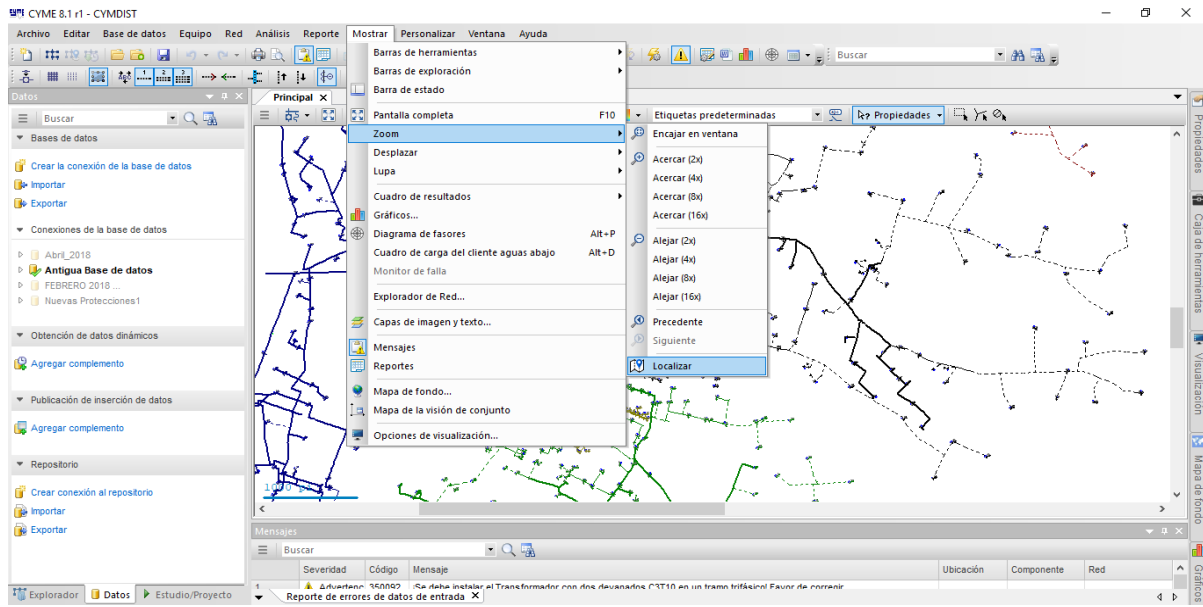 CYME 8.1 r1 - CYMDIST
Archivo Editar Base de datos Equipo Red Análisis Reporte Mostrar Personalizar Ventana Ayuda
Buscar
Datos
Buscar
Bases de datos
Crear la conexión de la base de datos
Importar
Exportar
Conexiones de la base de datos
Abril_2018
Antigua Base de datos
FEBRERO 2018 ...
Nuevas Protecciones1
Obtención de datos dinámicos
Agregar complemento
Publicación de inserción de datos
Agregar complemento
Repositorio
Crear conexión al repositorio
Importar
Exportar
Explorador Datos Estudio/Proyecto
Principal
Etiquetas predeterminadas
Propiedades
Barras de herramientas
Barras de exploración
Barra de estado
Pantalla completa F10
Zoom
Desplazar
Lupa
Cuadro de resultados
Gráficos...
Diagrama de fasores Alt+P
Cuadro de carga del cliente aguas abajo Alt+D
Monitor de falla
Explorador de Red...
Capas de imagen y texto...
Mensajes
Reportes
Mapa de fondo...
Mapa de la visión de conjunto
Opciones de visualización...
Encajar en ventana
Acercar (2x)
Acercar (4x)
Acercar (8x)
Acercar (16x)
Alejar (2x)
Alejar (4x)
Alejar (8x)
Alejar (16x)
Precedente
Siguiente
Localizar
Mensajes
Buscar
Severidad Código Mensaje Ubicación Componente Red
1 Advertenc 350092 ¡Se debe instalar el Transformador con dos devanados C3T10 en un tramo trifásico! Favor de corregir
Reporte de errores de datos de entrada
Propiedades
Caja de herramientas
Visualización
Mapa de fondo
Gráficos